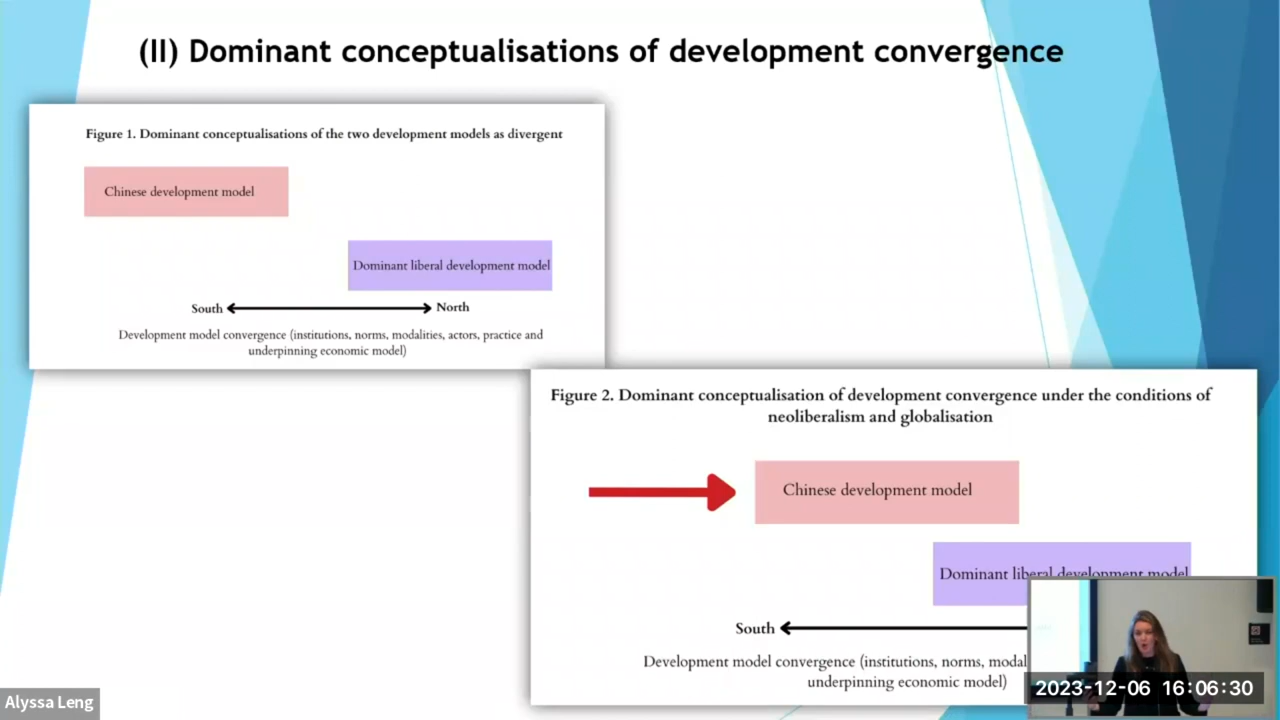 (II) Dominant conceptualisations of development convergence
Figure 1. Dominant conceptualisations of the two development models as divergent
Chinese development model
Dominant liberal development model
South
North
Development model convergence (institutions, norms, modalities, actors, practice and
underpinning economic model)
Figure 2. Dominant conceptualisation of development convergence under the conditions of
neoliberalism and globalisation
Chinese development model
Dominant liberal development model
South
Development model convergence (institutions, norms, modal
underpinning economic model)
2023-12-06 16:06:30
Alyssa Leng